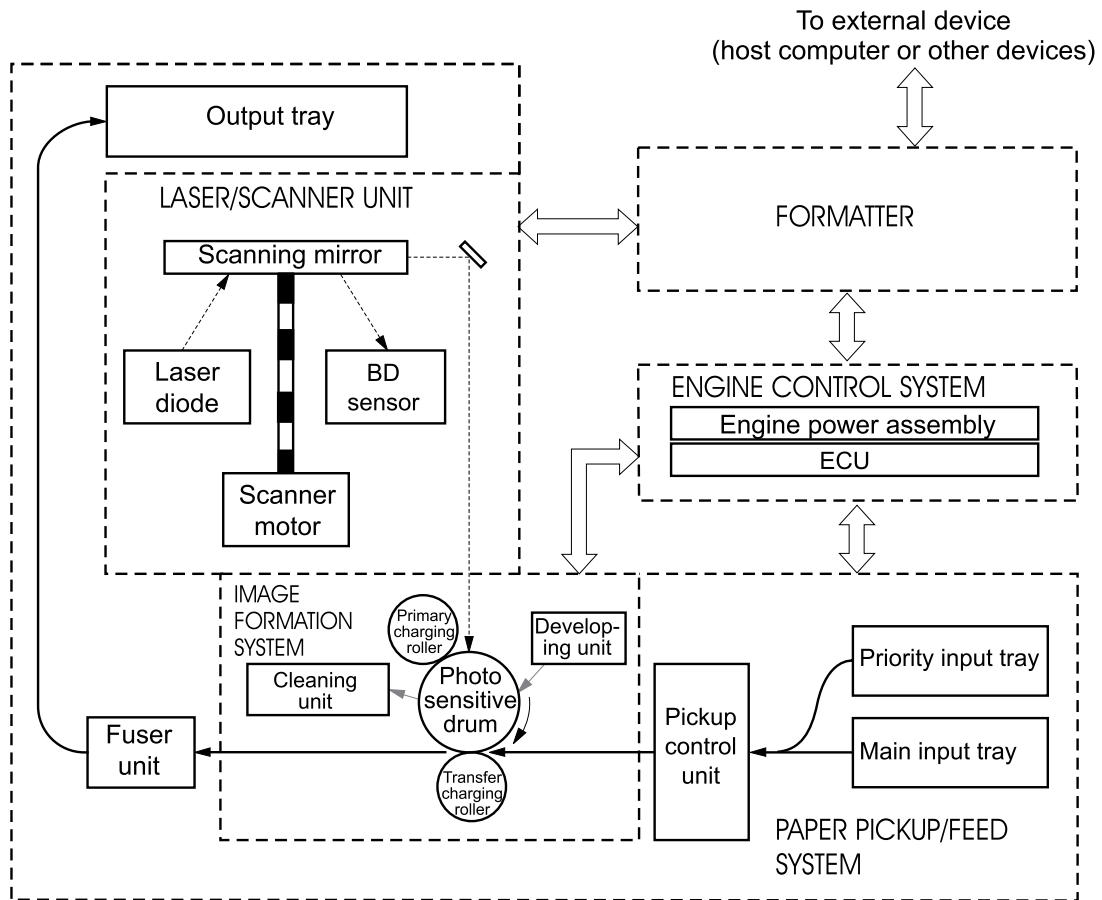 To external device
(host computer or other devices)
Output tray
LASER/SCANNER UNIT
FORMATTER
Scanning mirror
Laser
diode
BD
sensor
ENGINE CONTROL SYSTEM
Engine power assembly
ECU
Scanner
motor
IMAGE
FORMATION
SYSTEM
Primary
charging
roller
Develop-
ing unit
Cleaning
unit
Photo
sensitive
drum
Priority input tray
Pickup
control
unit
Main input tray
Fuser
unit
Transfer
charging
roller
PAPER PICKUP/FEED
SYSTEM